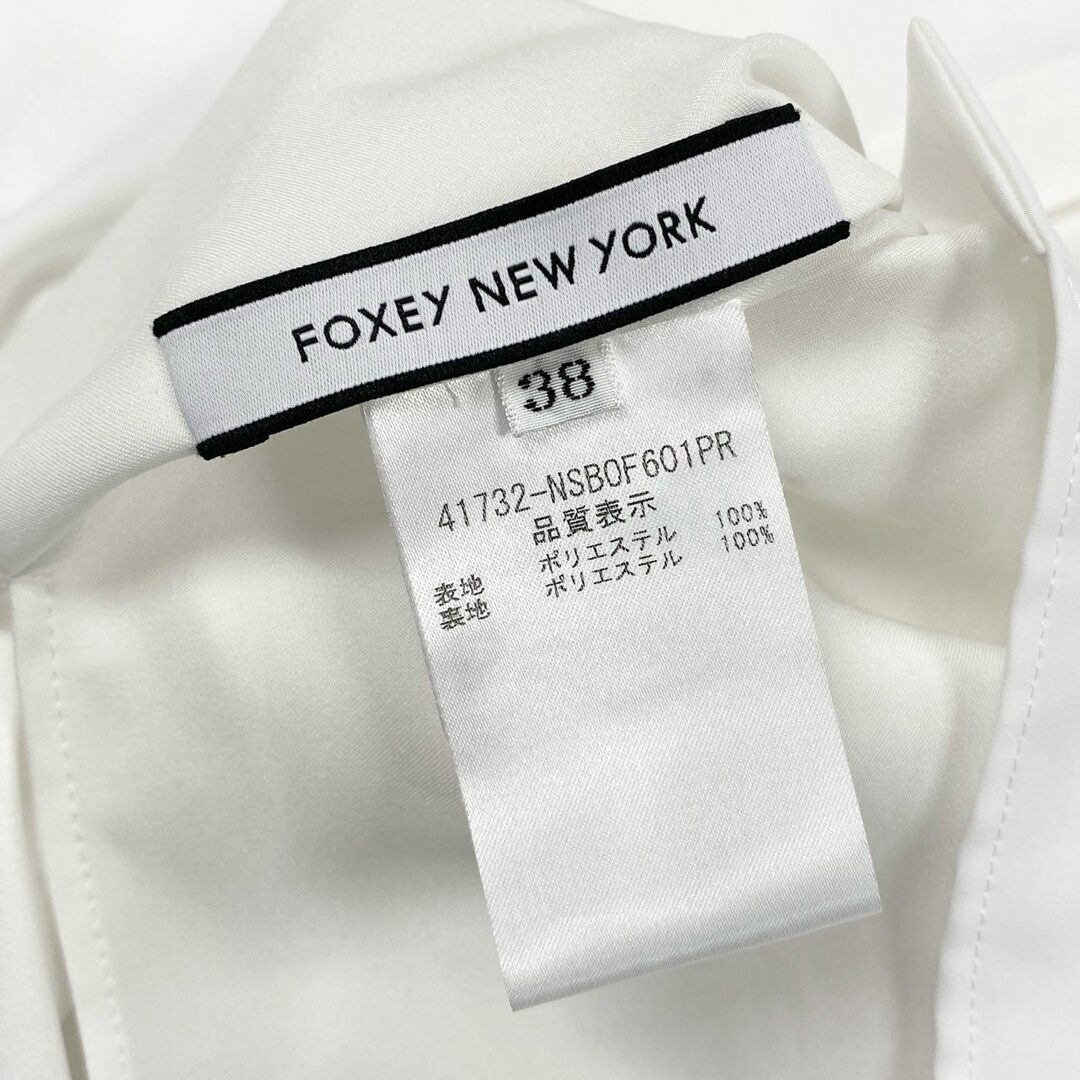 FOXEY NEW YORK
38
41732-NSBOF601PR
品質表示
表地 ポリエステル 100%
裏地 ポリエステル 100%